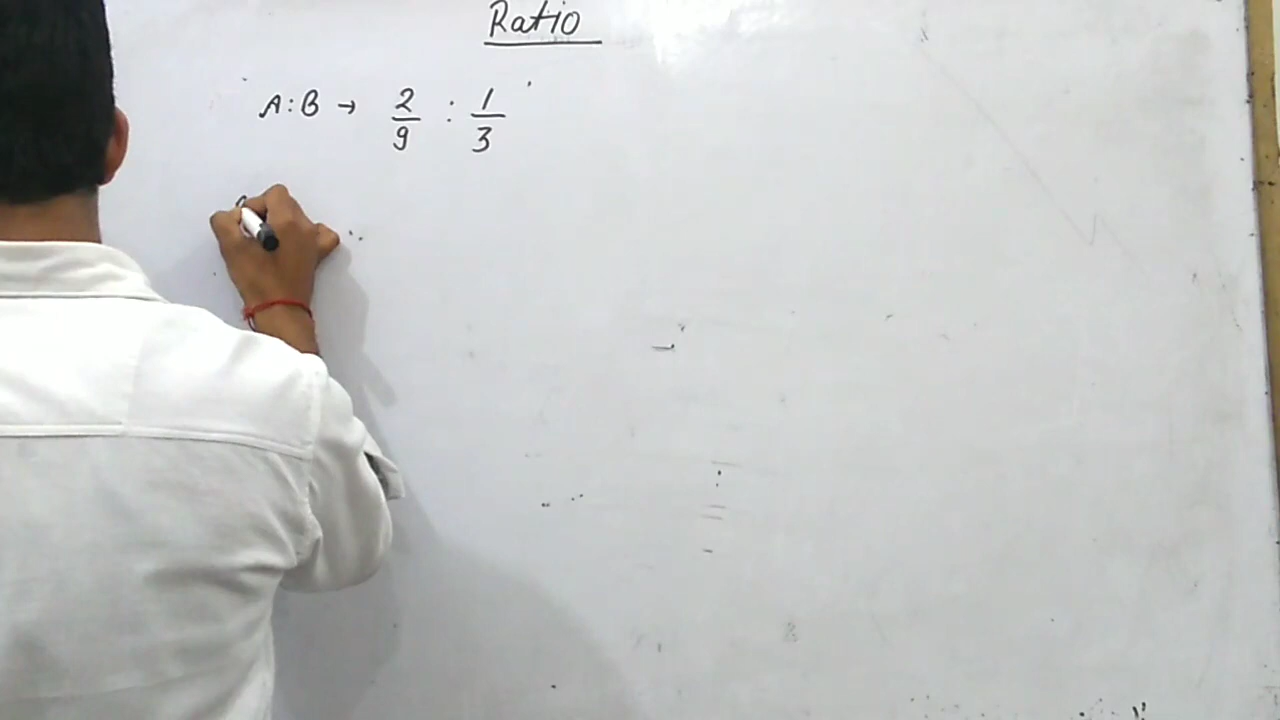 Ratio
A:B → 2/9 : 1/3